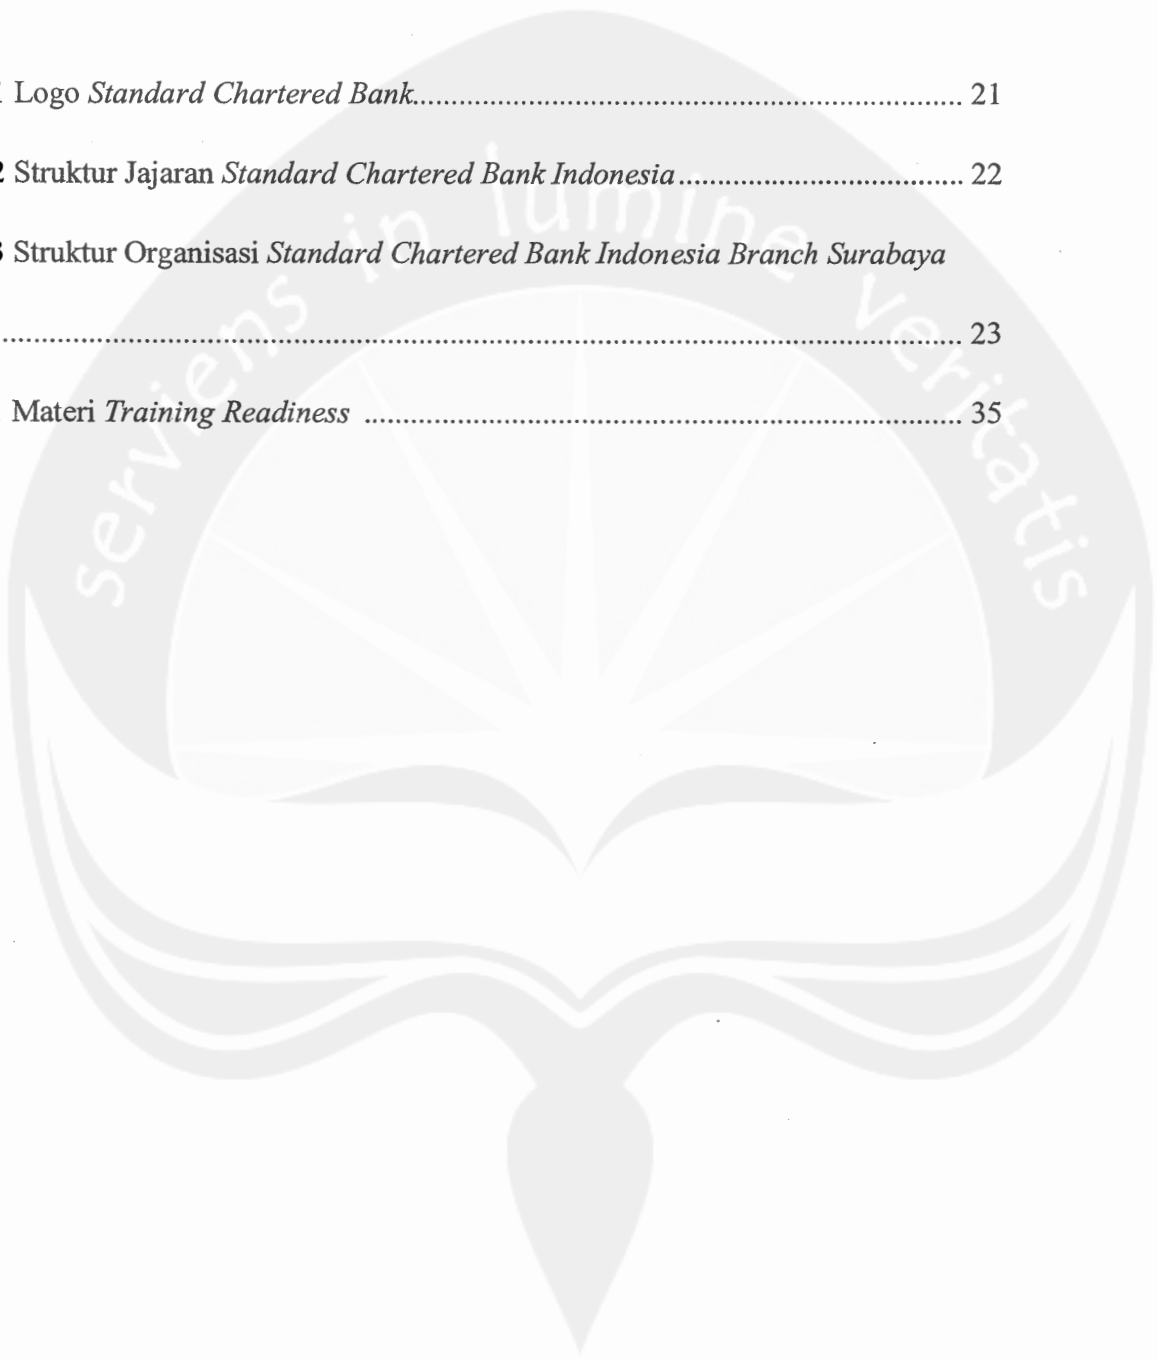 Logo Standard Chartered Bank........................................................................ 21
2 Struktur Jajaran Standard Chartered Bank Indonesia.................................... 22
3 Struktur Organisasi Standard Chartered Bank Indonesia Branch Surabaya
............................................................................................................................ 23
Materi Training Readiness ............................................................................. 35
serviens in lumine veritatis